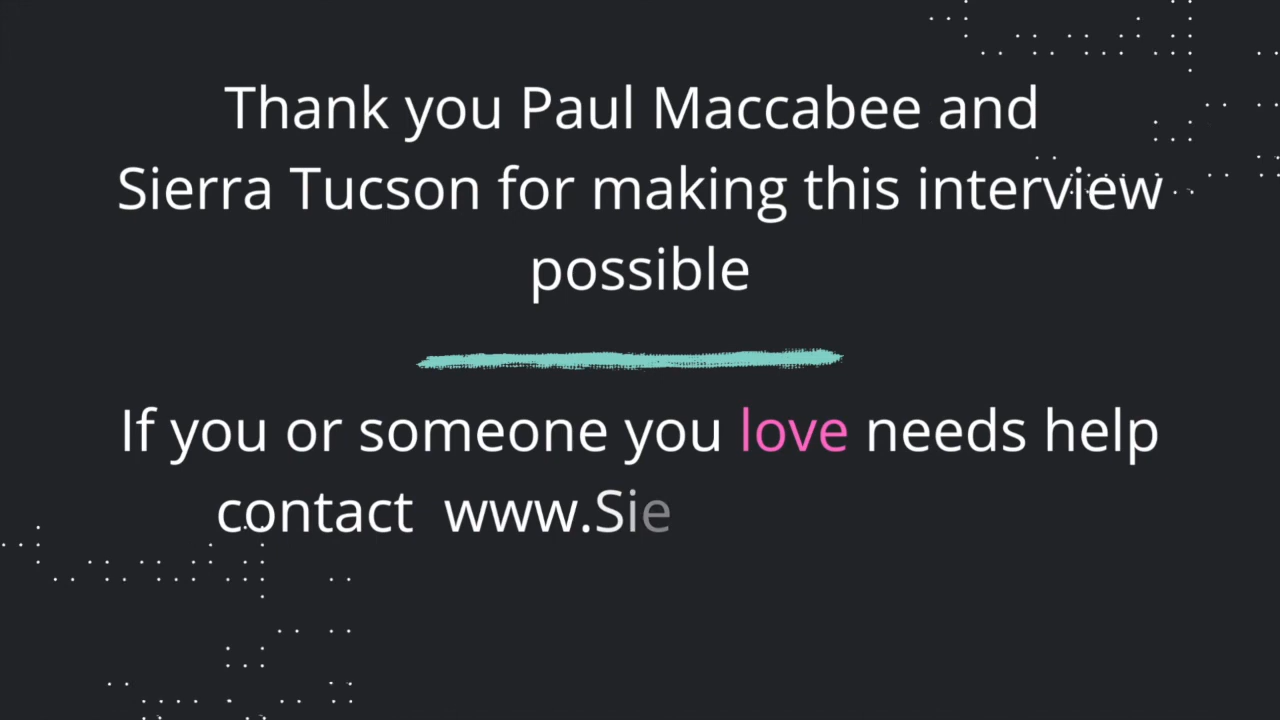 Thank you Paul Maccabee and
Sierra Tucson for making this interview
possible
If you or someone you love needs help
contact www.Sie